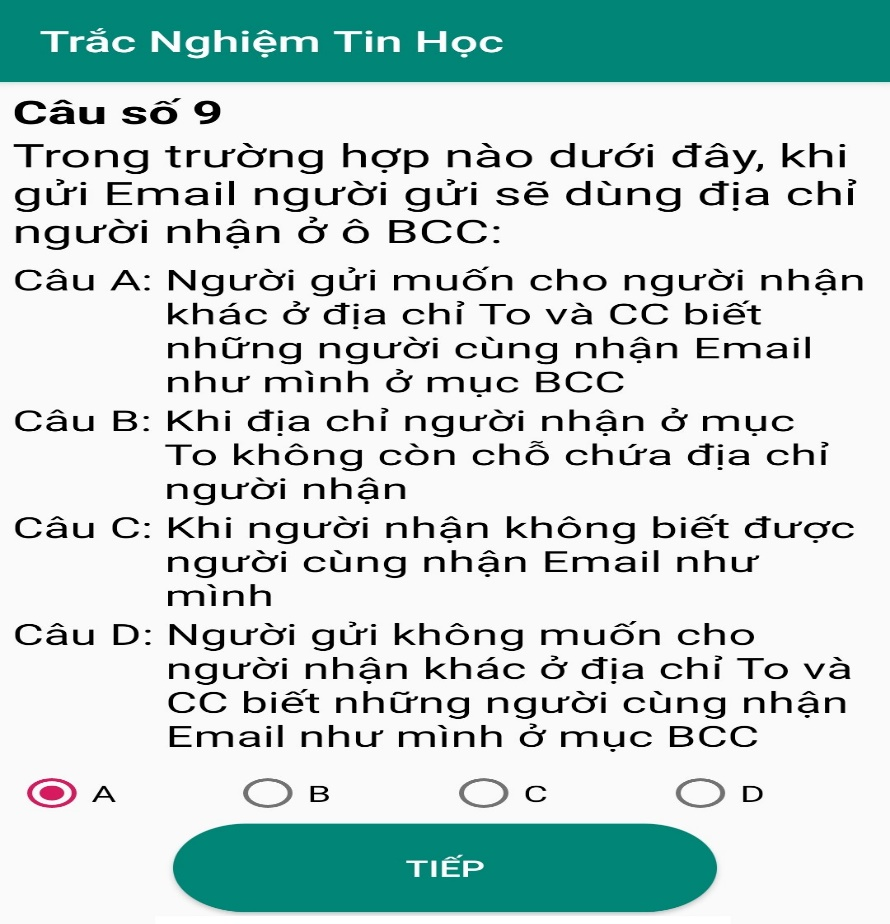 Trắc Nghiệm Tin Học
Câu số 9
Trong trường hợp nào dưới đây, khi
gửi Email người gửi sẽ dùng địa chỉ
người nhận ở ô BCC:
Câu A: Người gửi muốn cho người nhận
khác ở địa chỉ To và CC biết
những người cùng nhận Email
như mình ở mục BCC
Câu B: Khi địa chỉ người nhận ở mục
To không còn chỗ chứa địa chỉ
người nhận
Câu C: Khi người nhận không biết được
người cùng nhận Email như
mình
Câu D: Người gửi không muốn cho
người nhận khác ở địa chỉ To và
CC biết những người cùng nhận
Email như mình ở mục BCC
A B C D
TIẾP